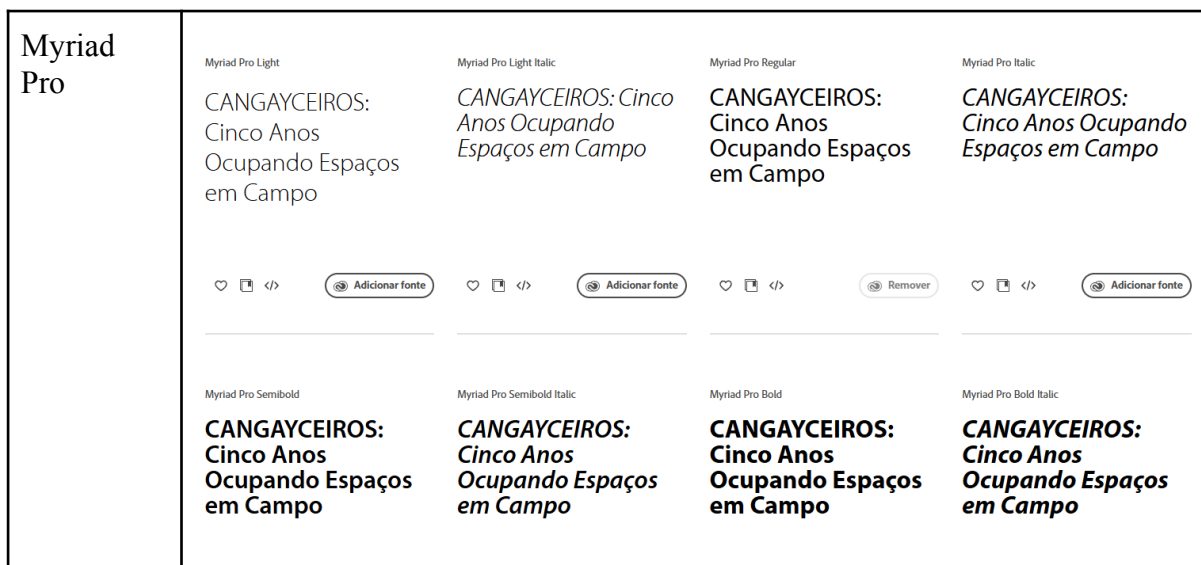 Myriad
Pro
Myriad Pro Light
CANGAYCEIROS:
Cinco Anos
Ocupando Espaços
em Campo
Adicionar fonte
Myriad Pro Light Italic
CANGAYCEIROS: Cinco
Anos Ocupando
Espaços em Campo
Adicionar fonte
Myriad Pro Regular
CANGAYCEIROS:
Cinco Anos
Ocupando Espaços
em Campo
Remover
Myriad Pro Italic
CANGAYCEIROS:
Cinco Anos Ocupando
Espaços em Campo
Adicionar fonte
Myriad Pro Semibold
CANGAYCEIROS:
Cinco Anos
Ocupando Espaços
em Campo
Myriad Pro Semibold Italic
CANGAYCEIROS:
Cinco Anos
Ocupando Espaços
em Campo
Myriad Pro Bold
CANGAYCEIROS:
Cinco Anos
Ocupando Espaços
em Campo
Myriad Pro Bold Italic
CANGAYCEIROS:
Cinco Anos
Ocupando Espaços
em Campo